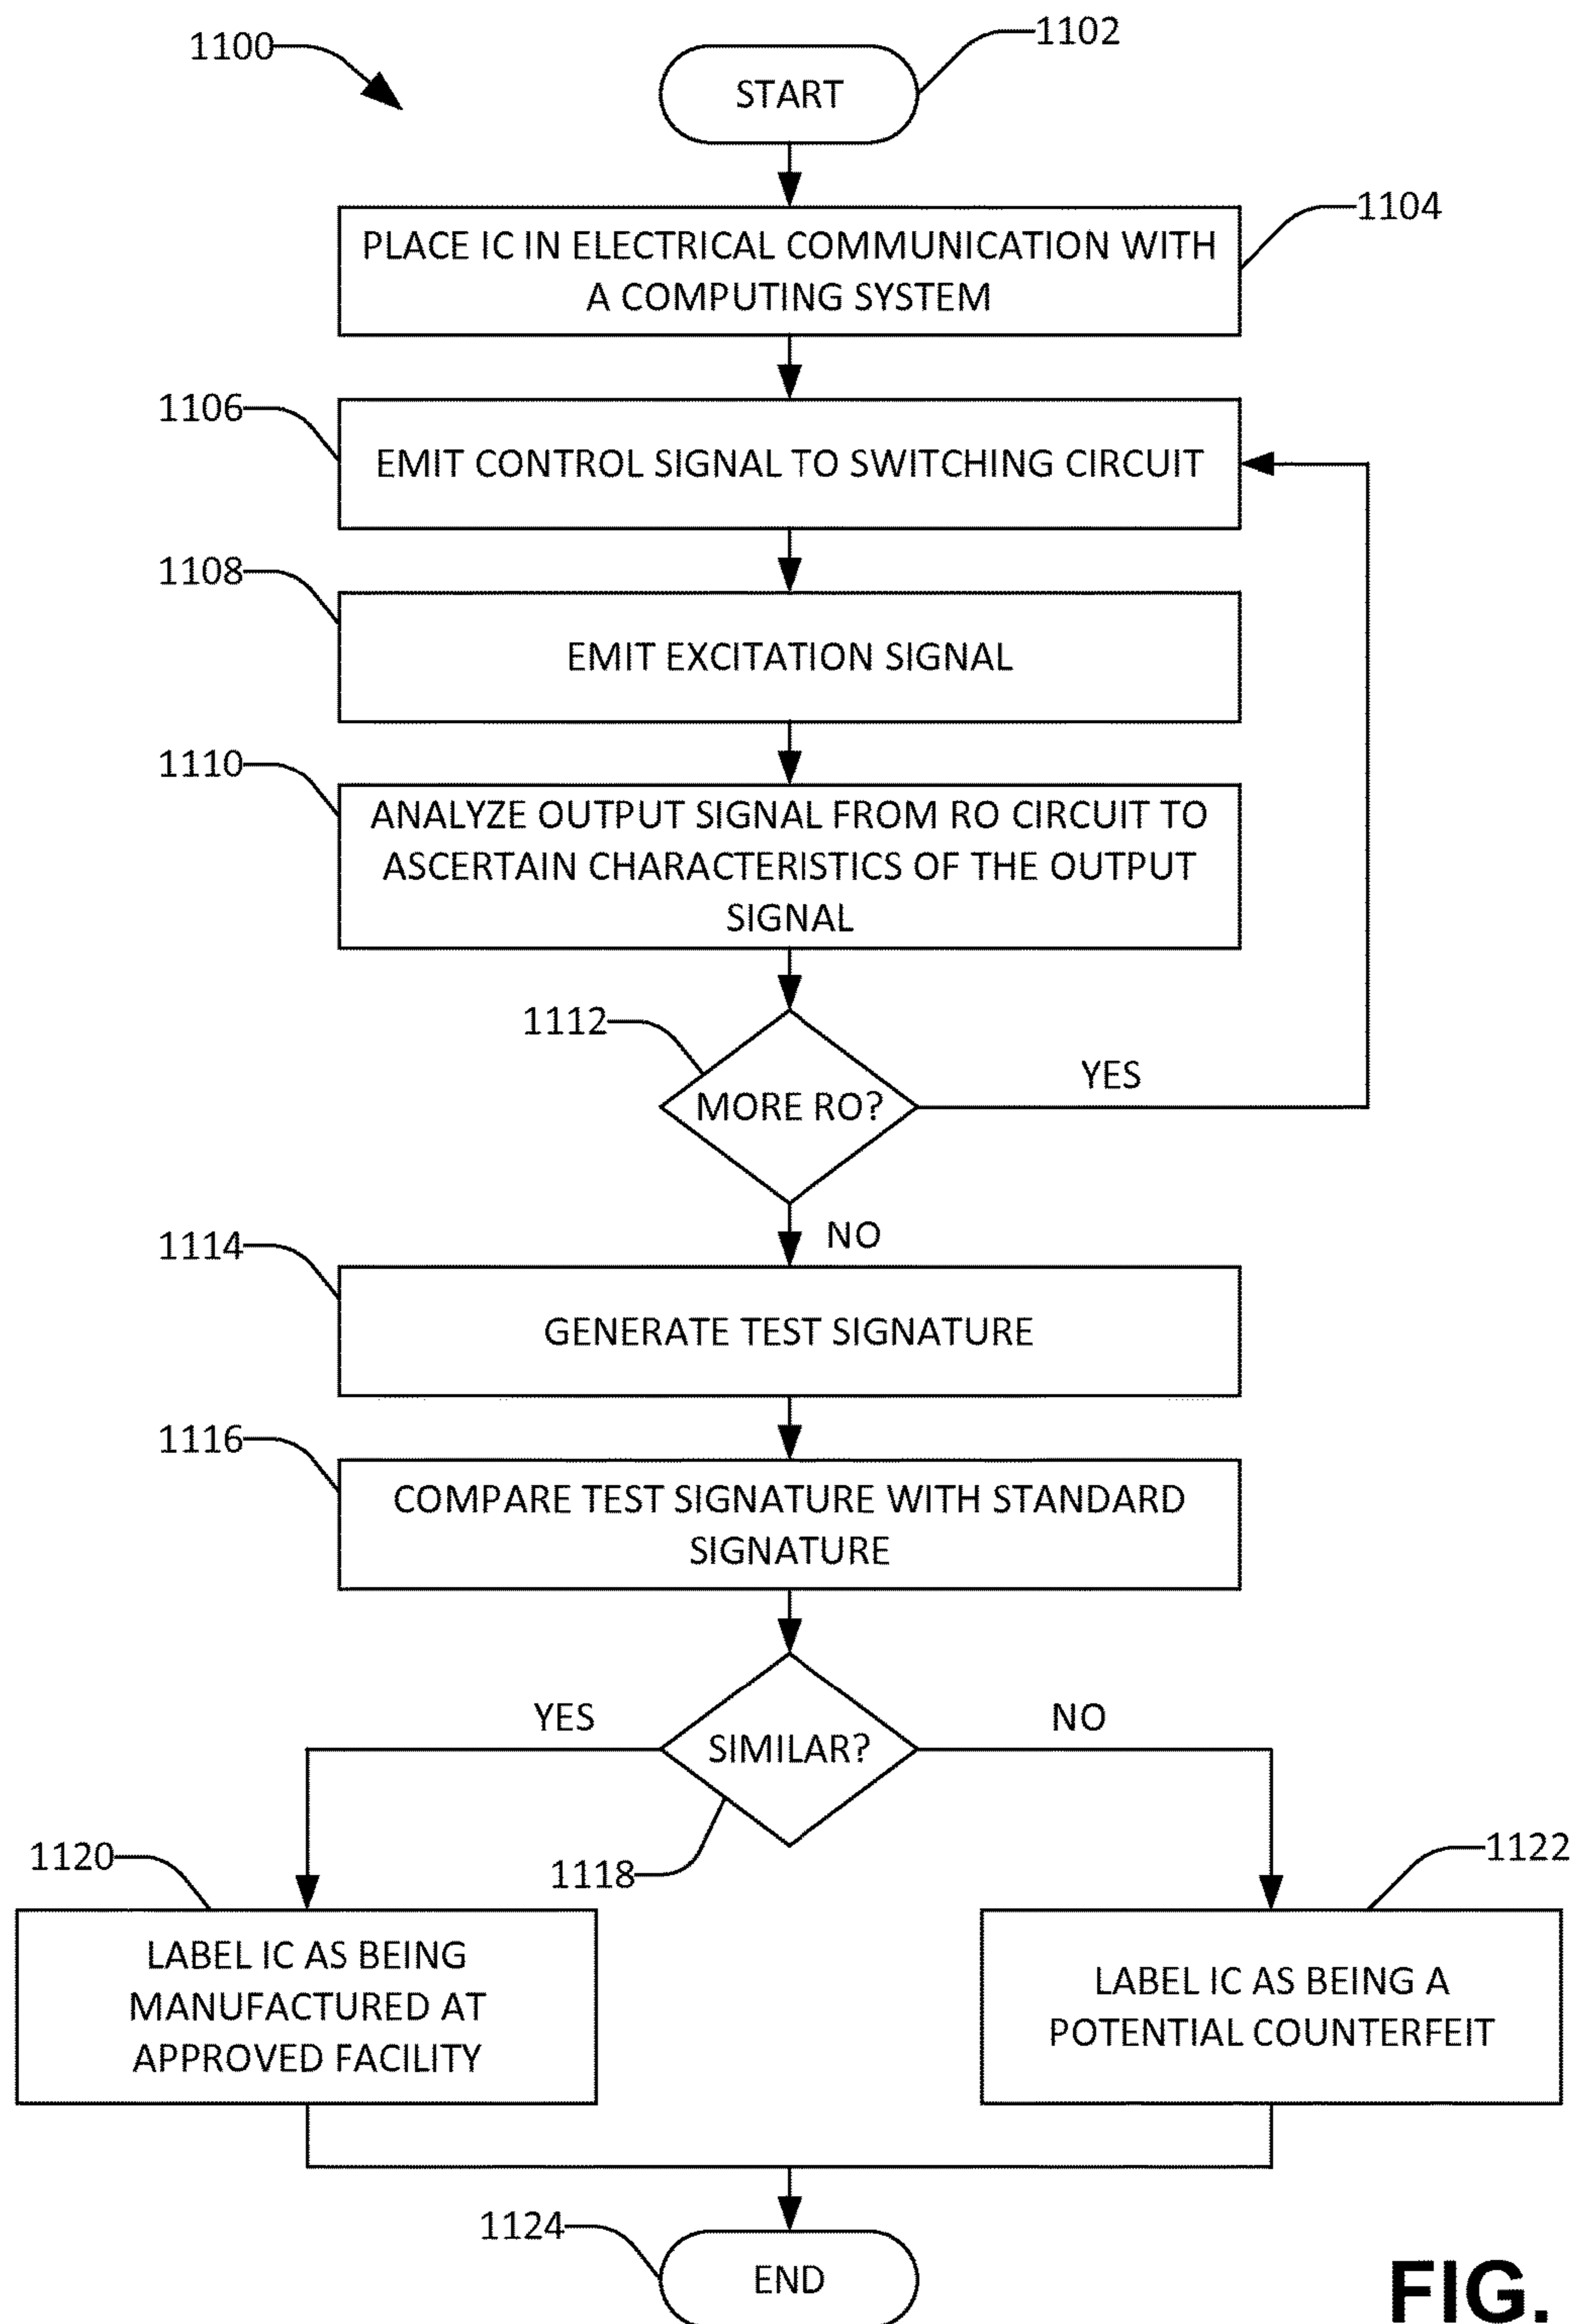 1100
1102
START
1104
PLACE IC IN ELECTRICAL COMMUNICATION WITH
A COMPUTING SYSTEM
1106
EMIT CONTROL SIGNAL TO SWITCHING CIRCUIT
1108
EMIT EXCITATION SIGNAL
1110
ANALYZE OUTPUT SIGNAL FROM RO CIRCUIT TO
ASCERTAIN CHARACTERISTICS OF THE OUTPUT
SIGNAL
1112
MORE RO?
YES
NO
1114
GENERATE TEST SIGNATURE
1116
COMPARE TEST SIGNATURE WITH STANDARD
SIGNATURE
YES
SIMILAR?
NO
1118
1120
LABEL IC AS BEING
MANUFACTURED AT
APPROVED FACILITY
1122
LABEL IC AS BEING A
POTENTIAL COUNTERFEIT
1124
END
FIG.